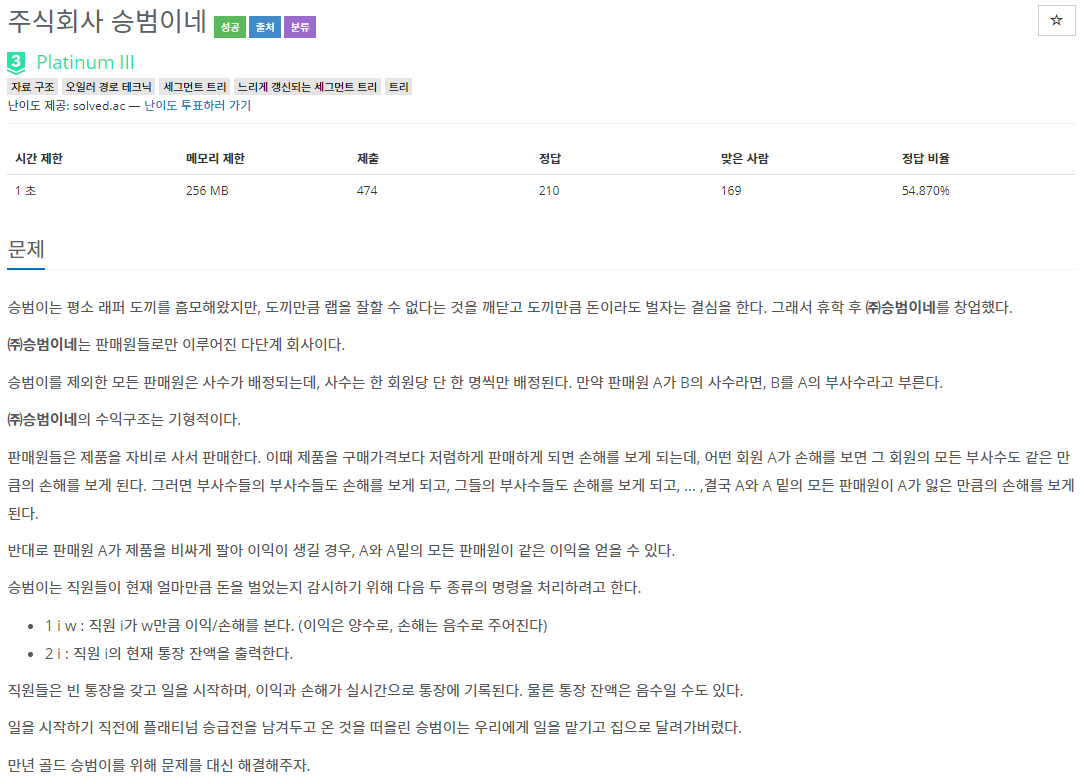 주식회사 승범이네 성공 출처 분류
☆
3 Platinum III
자료 구조 오일러 경로 테크닉 세그먼트 트리 느리게 갱신되는 세그먼트 트리 트리
난이도 제공: solved.ac — 난이도 투표하러 가기
시간 제한 메모리 제한 제출 정답 맞은 사람 정답 비율
1 초 256 MB 474 210 169 54.870%
문제
승범이는 평소 래퍼 도끼를 흠모해왔지만, 도끼만큼 랩을 잘할 수 없다는 것을 깨닫고 도끼만큼 돈이라도 벌자는 결심을 한다. 그래서 휴학 후 ㈜승범이네를 창업했다.
㈜승범이네는 판매원들로만 이루어진 다단계 회사이다.
승범이를 제외한 모든 판매원은 사수가 배정되는데, 사수는 한 회원당 단 한 명씩만 배정된다. 만약 판매원 A가 B의 사수라면, B를 A의 부사수라고 부른다.
㈜승범이네의 수익구조는 기형적이다.
판매원들은 제품을 자비로 사서 판매한다. 이때 제품을 구매가격보다 저렴하게 판매하게 되면 손해를 보게 되는데, 어떤 회원 A가 손해를 보면 그 회원의 모든 부사수도 같은 만
큼의 손해를 보게 된다. 그러면 부사수들의 부사수들도 손해를 보게 되고, 그들의 부사수들도 손해를 보게 되고, ... ,결국 A와 A 밑의 모든 판매원이 A가 잃은 만큼의 손해를 보게
된다.
반대로 판매원 A가 제품을 비싸게 팔아 이익이 생길 경우, A와 A밑의 모든 판매원이 같은 이익을 얻을 수 있다.
승범이는 직원들이 현재 얼마만큼 돈을 벌었는지 감시하기 위해 다음 두 종류의 명령을 처리하려고 한다.
• 1 i w : 직원 i가 w만큼 이익/손해를 본다. (이익은 양수로, 손해는 음수로 주어진다)
• 2 i : 직원 i의 현재 통장 잔액을 출력한다.
직원들은 빈 통장을 갖고 일을 시작하며, 이익과 손해가 실시간으로 통장에 기록된다. 물론 통장 잔액은 음수일 수도 있다.
일을 시작하기 직전에 플래티넘 승급전을 남겨두고 온 것을 떠올린 승범이는 우리에게 일을 맡기고 집으로 달려가버렸다.
만년 골드 승범이를 위해 문제를 대신 해결해주자.